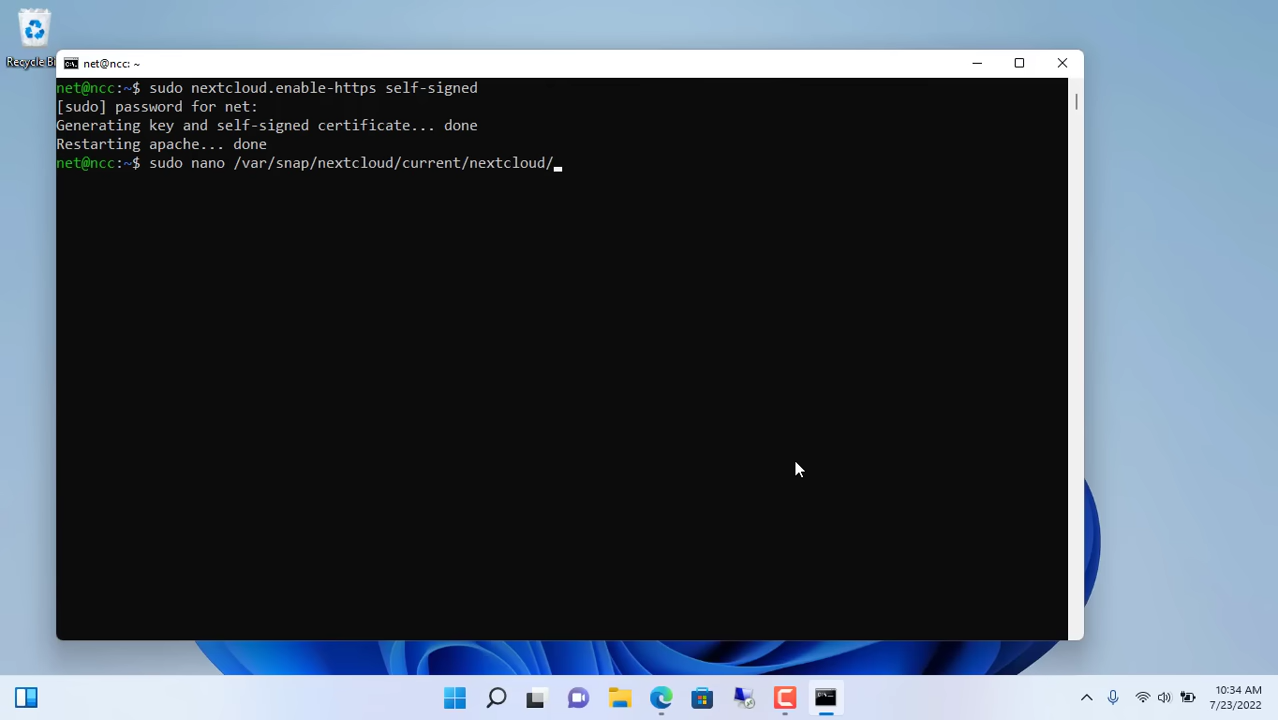 Recycle Bi
net@ncc: ~
net@ncc:~$ sudo nextcloud.enable-https self-signed
[sudo] password for net:
Generating key and self-signed certificate... done
Restarting apache... done
net@ncc:~$ sudo nano /var/snap/nextcloud/current/nextcloud/
10:34 AM
7/23/2022